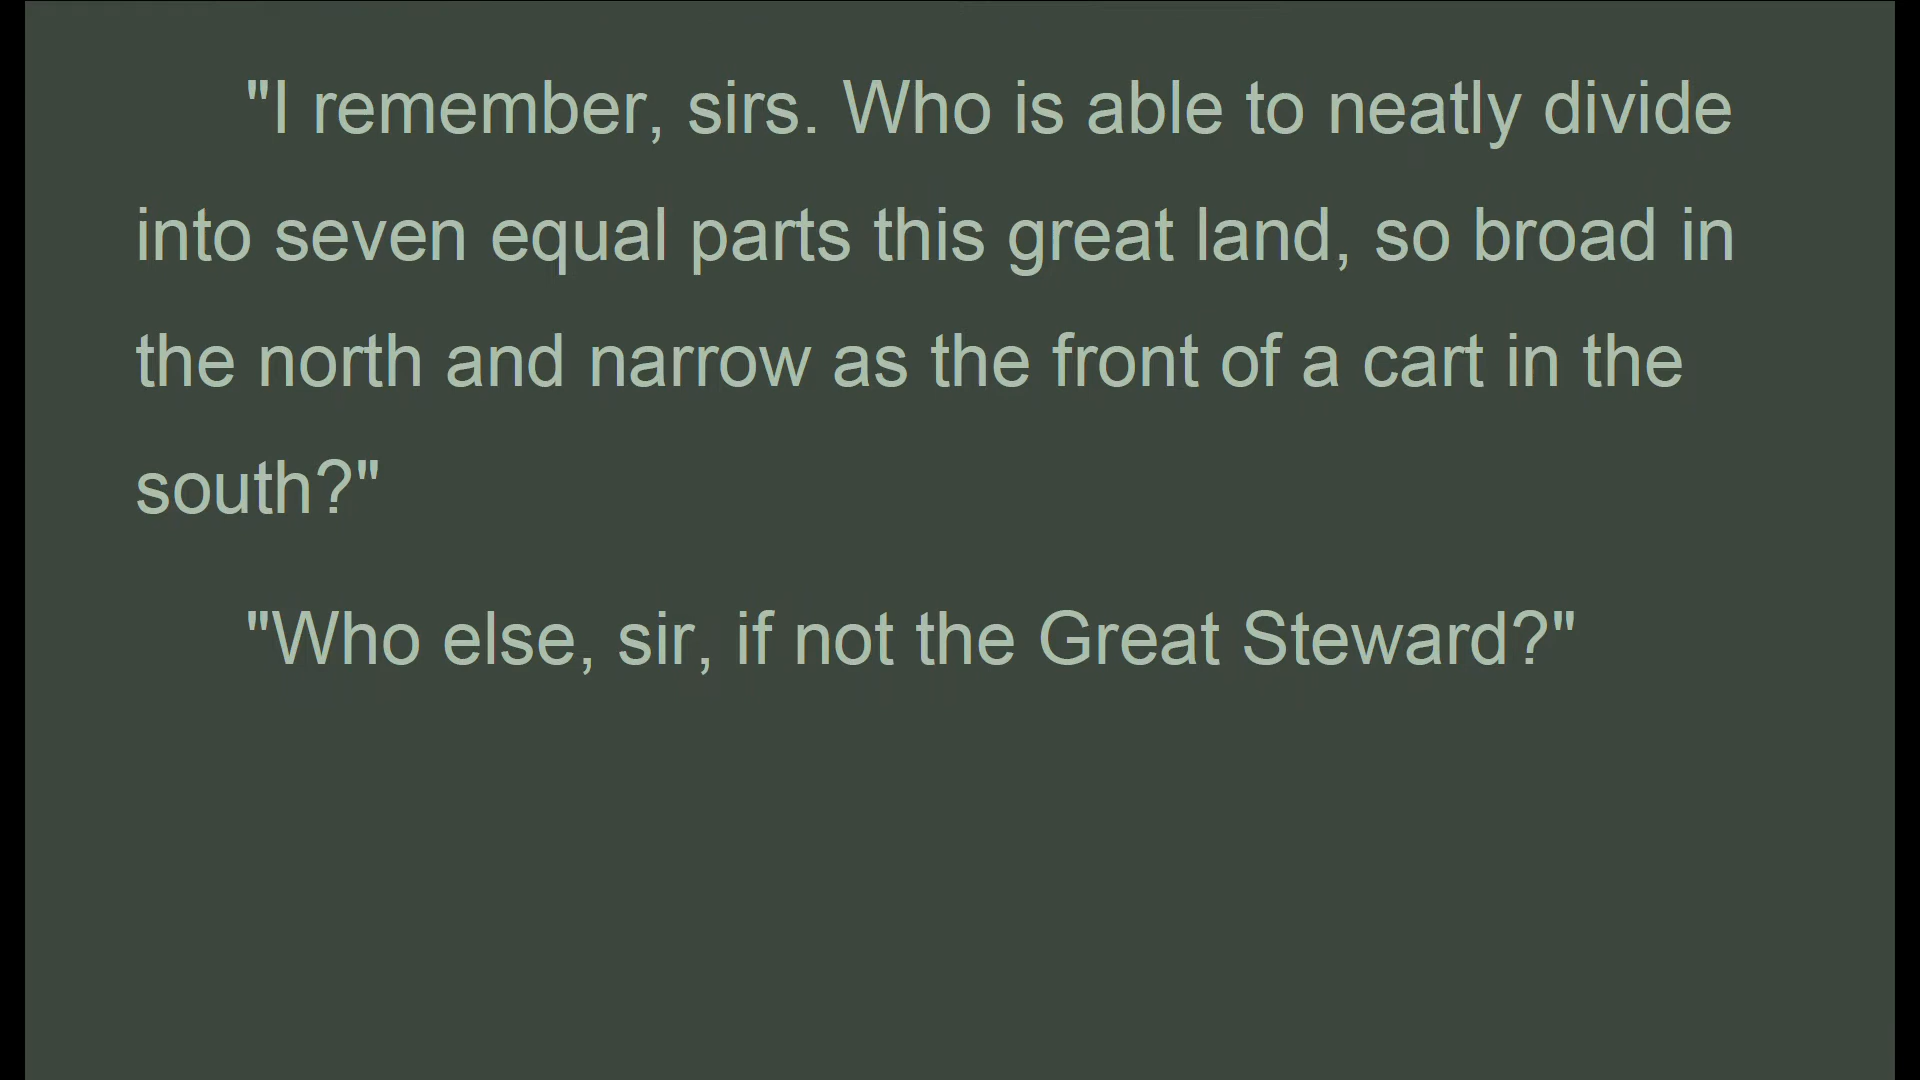 "I remember, sirs. Who is able to neatly divide
into seven equal parts this great land, so broad in
the north and narrow as the front of a cart in the
south?"
"Who else, sir, if not the Great Steward?"